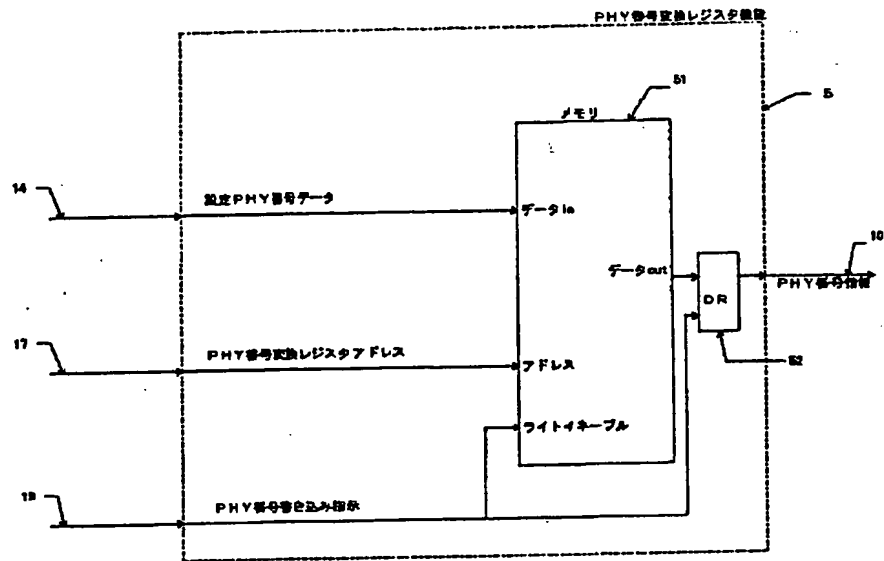 PHY番号変換レジスタ機能
51
5
メモリ
14
設定PHY番号データ
データin
10
データout
PHY番号情報
DR
17
PHY番号変換レジスタアドレス
アドレス
52
ライトイネーブル
19
PHY番号書き込み指示